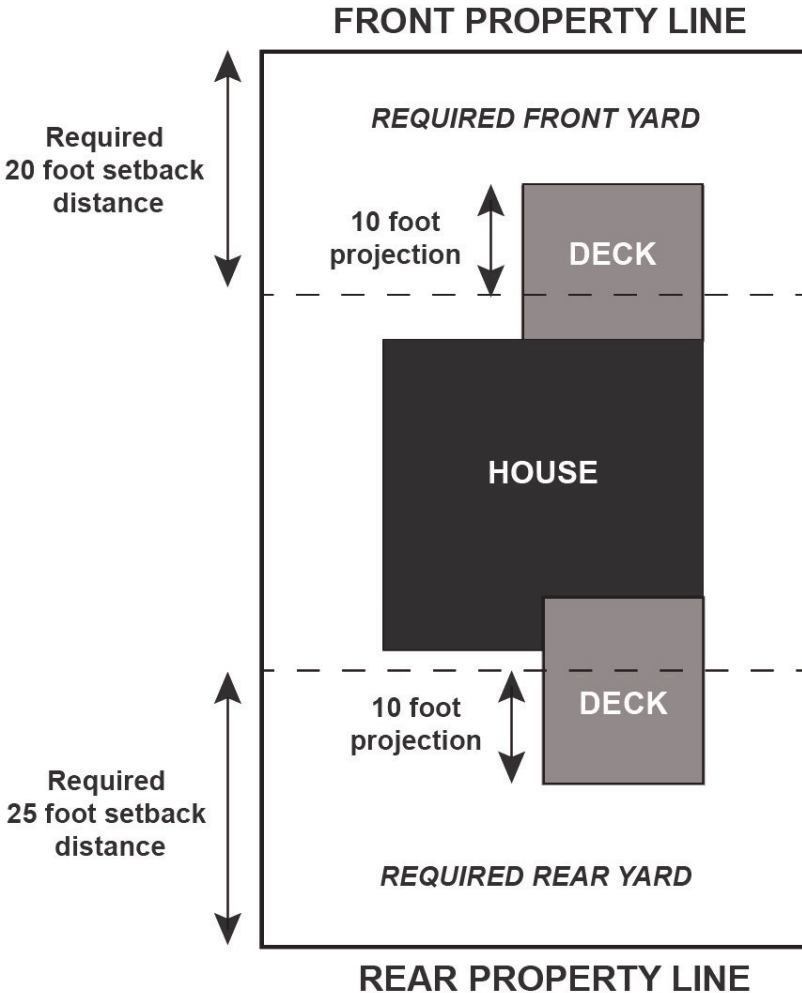 FRONT PROPERTY LINE
REQUIRED FRONT YARD
Required
20 foot setback
distance
10 foot
projection
DECK
HOUSE
10 foot
projection
DECK
Required
25 foot setback
distance
REQUIRED REAR YARD
REAR PROPERTY LINE